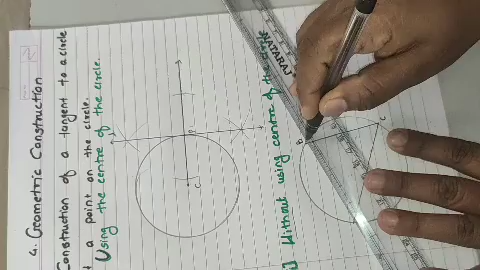 4. Geometric Construction
Construction of a tangent to a circle
t a point on the circle.
Using the centre of the circle.
P
C
Without using centre of the circle
NATARAJ
B
C